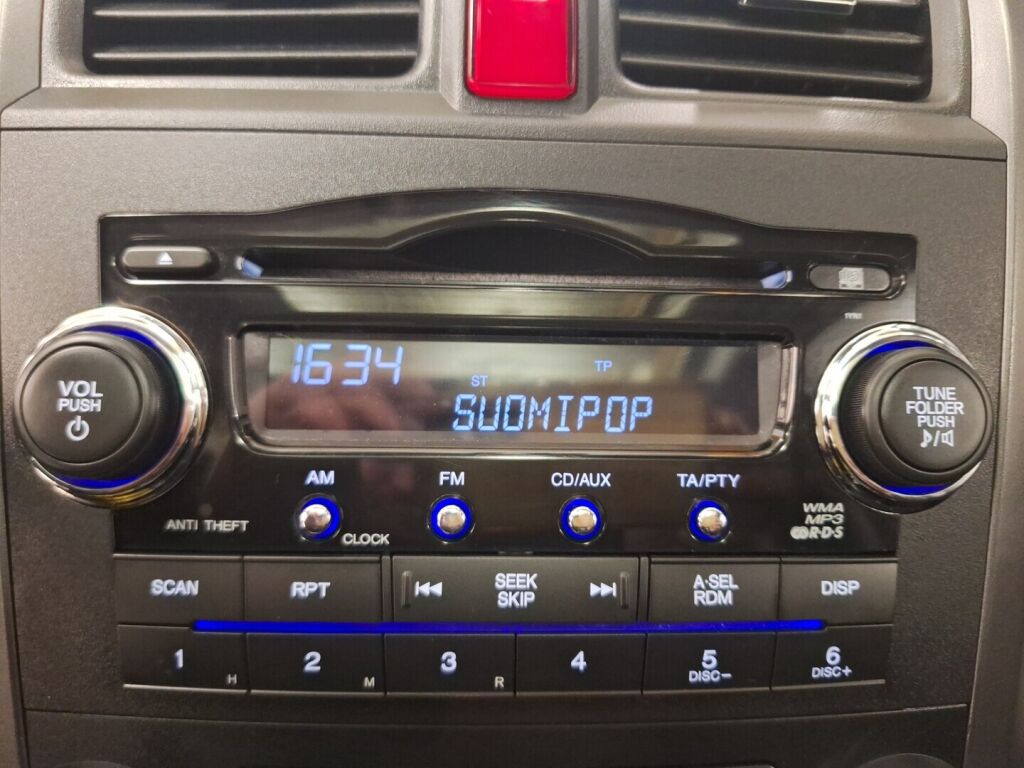 1634
ST
TP
SUOMIPOP
VOL
PUSH
TUNE
FOLDER
PUSH
AM
FM
CD/AUX
TA/PTY
ANTI THEFT
CLOCK
WMA
MP3
R·D·S
SCAN
RPT
SEEK
SKIP
A·SEL
RDM
DISP
1 H
2 M
3 R
4
5
DISC−
6
DISC+